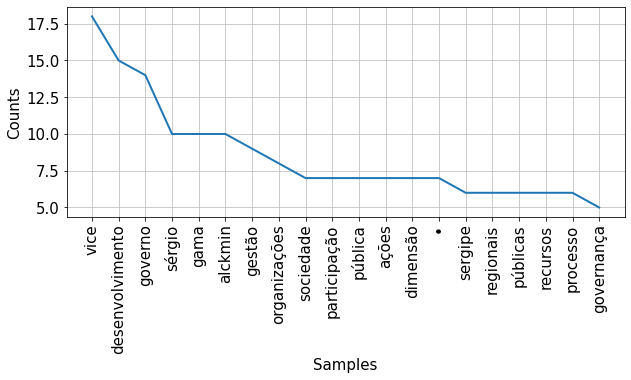 17.5
15.0
12.5
10.0
7.5
5.0
Counts
vice
desenvolvimento
governo
sérgio
gama
alckmin
gestão
organizações
sociedade
participação
pública
ações
dimensão
•
sergipe
regionais
públicas
recursos
processo
governança
Samples